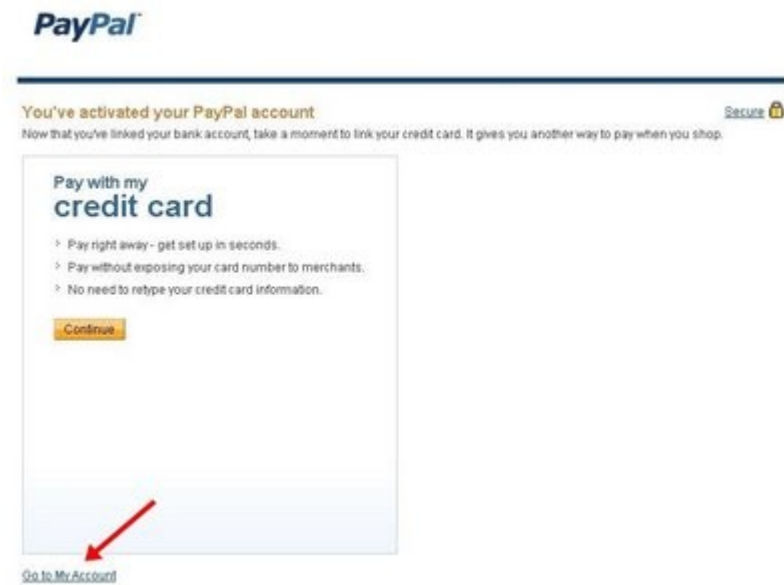 PayPal
You've activated your PayPal account
Secure
Now that you've linked your bank account, take a moment to link your credit card. It gives you another way to pay when you shop.
Pay with my
credit card
Pay right away - get set up in seconds.
Pay without exposing your card number to merchants.
No need to retype your credit card information.
Continue
Go to My Account